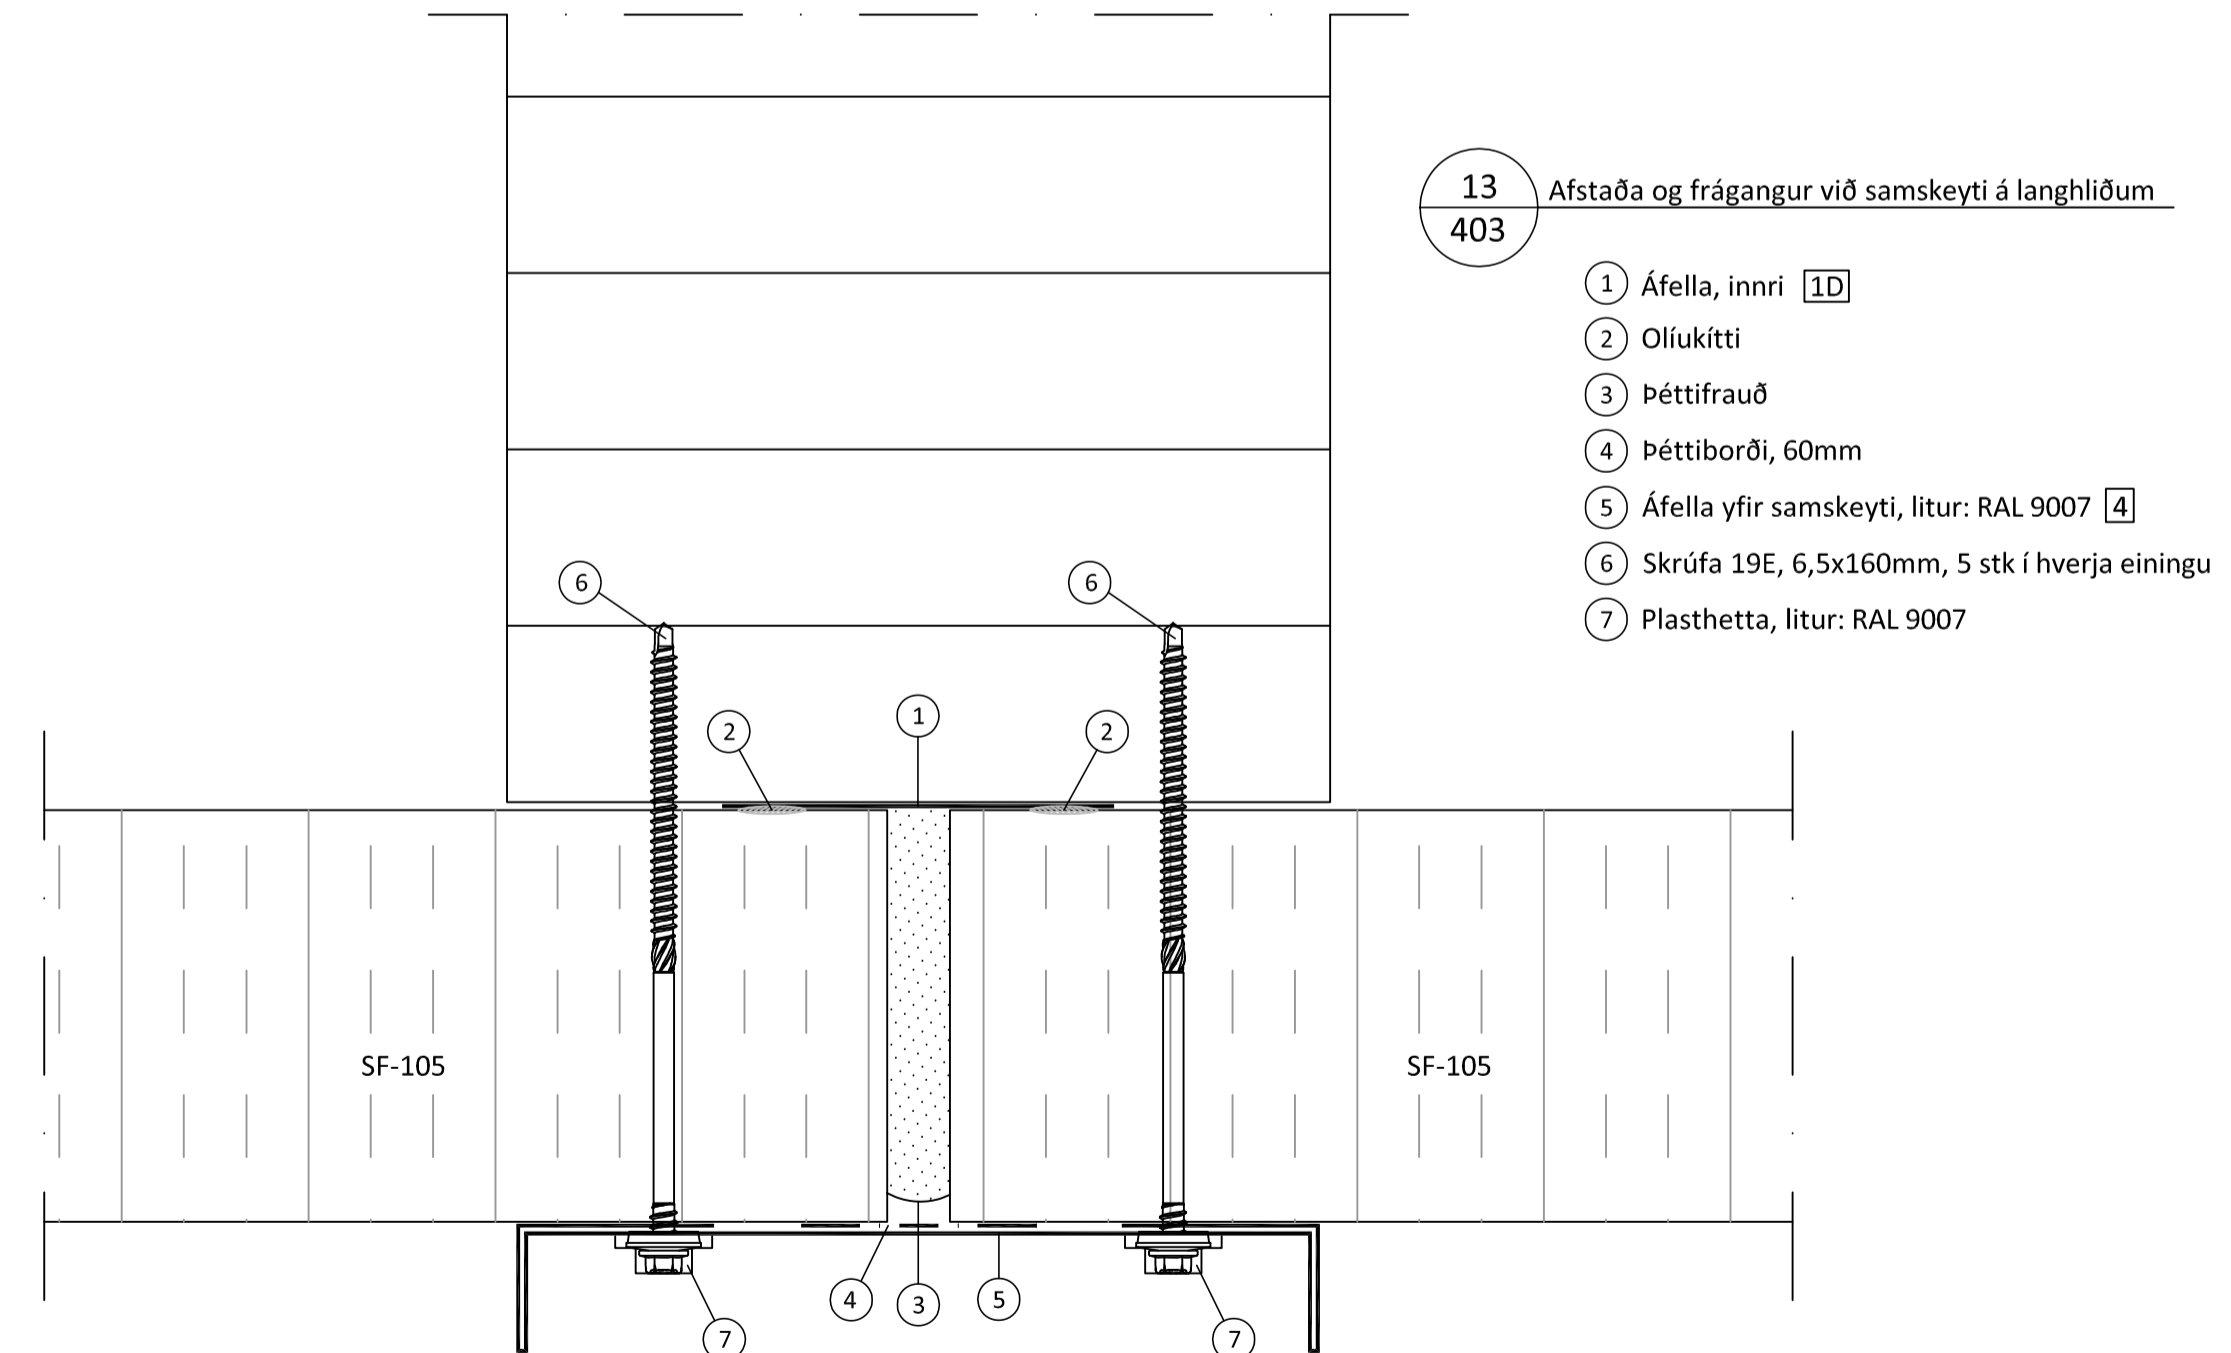 13
403
Afstaða og frágangur við samskeyti á langhliðum
1 Áfella, innri 1D
2 Olíukítti
3 Þéttifrauð
4 Þéttiborði, 60mm
5 Áfella yfir samskeyti, litur: RAL 9007 4
6 Skrúfa 19E, 6,5x160mm, 5 stk í hverja einingu
7 Plasthetta, litur: RAL 9007
6 6
1
2 2
SF-105 SF-105
4 3 5
7 7